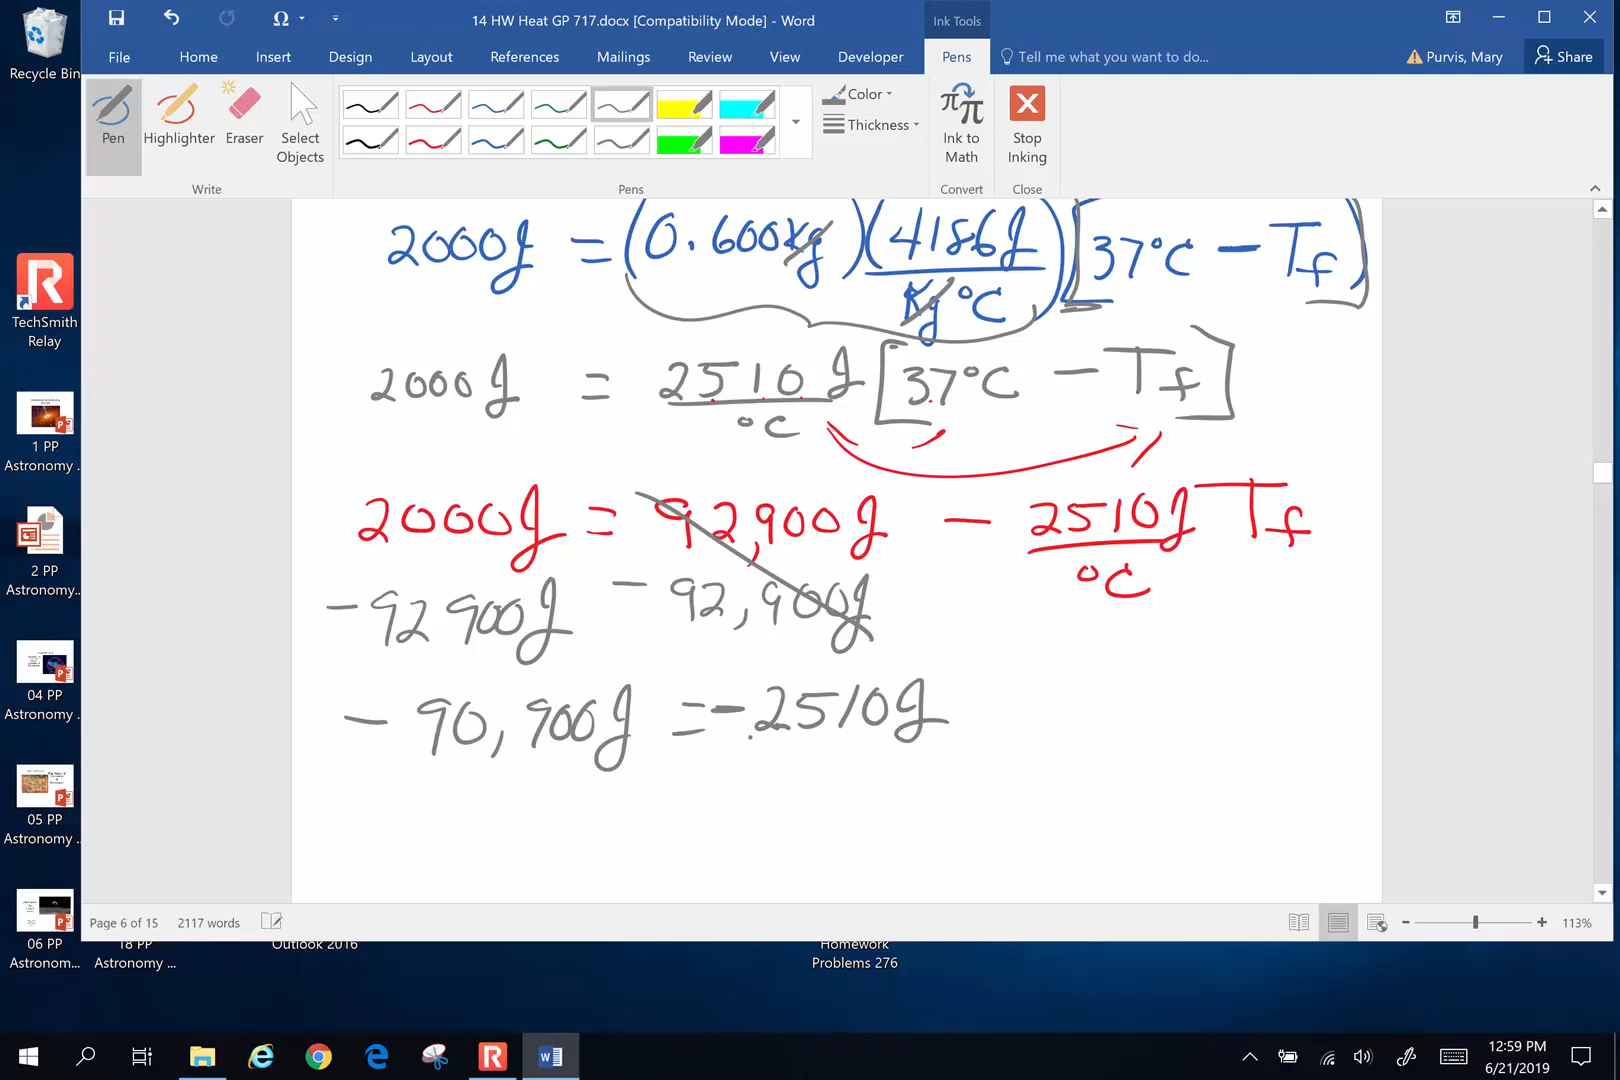 Recycle Bin
14 HW Heat GP 717.docx [Compatibility Mode] - Word
Ink Tools
File Home Insert Design Layout References Mailings Review View Developer Pens Tell me what you want to do... Purvis, Mary Share
Pen
Highlighter
Eraser
Select Objects
Color
Thickness
Ink to Math
Stop Inking
Write Pens Convert Close
2000J = (0.600kg)(4186J/kg°C)[37°C - Tf]
2000J = 2510J/°C [37°C - Tf]
2000J = 92,900J - 2510J/°C Tf
-92900J - 92,900J
- 90,900J = -2510J
TechSmith Relay
1 PP Astronomy ...
2 PP Astronomy...
04 PP Astronomy ...
05 PP Astronomy ...
06 PP Astronom...
18 PP Astronomy ...
Outlook 2016
Homework Problems 276
Page 6 of 15 2117 words 113%
12:59 PM
6/21/2019